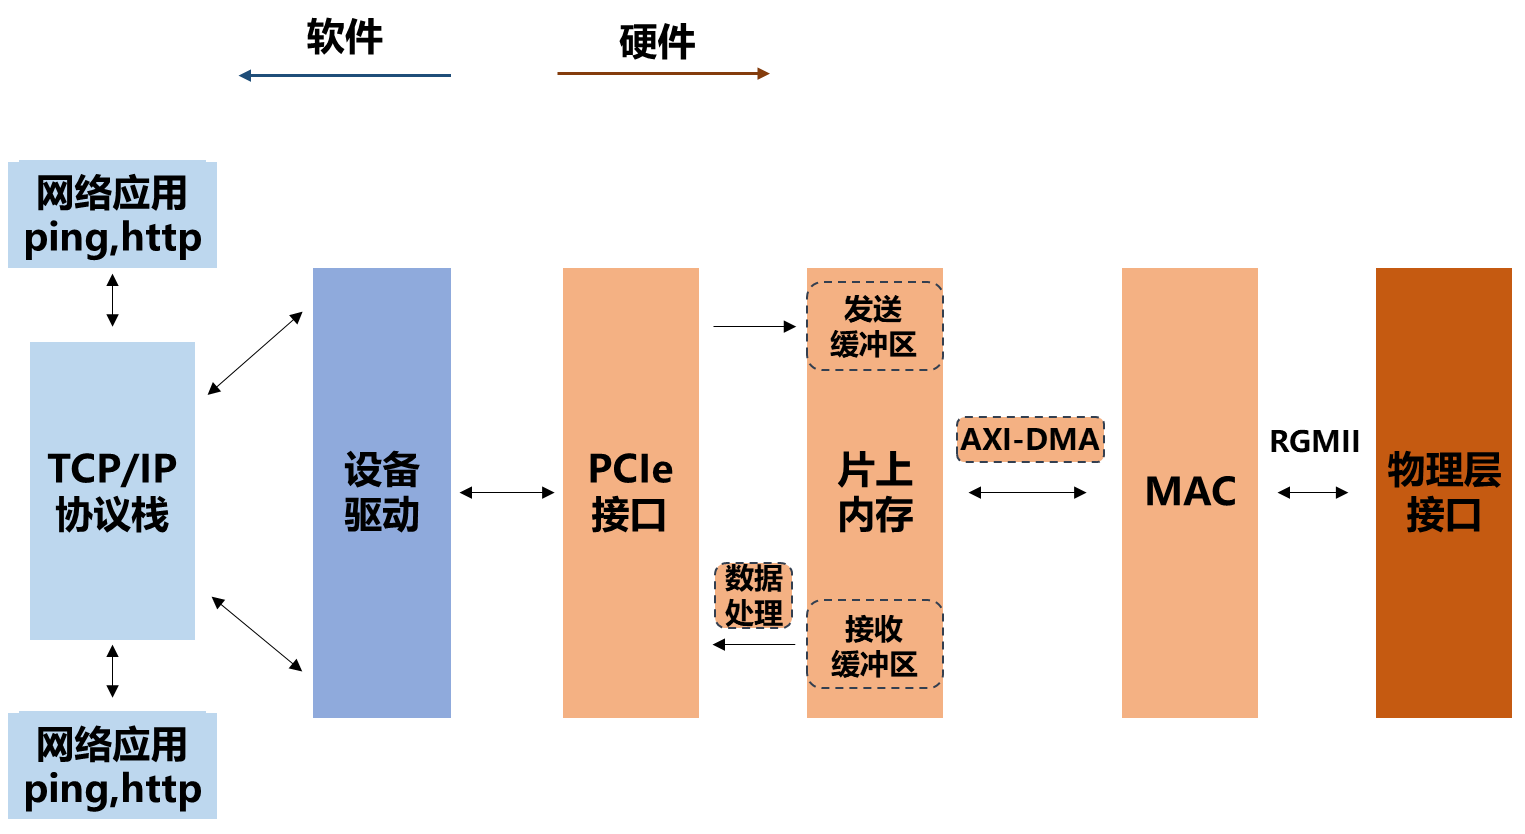 软件
硬件
网络应用
ping,http
TCP/IP
协议栈
网络应用
ping,http
设备
驱动
PCIe
接口
数据
处理
发送
缓冲区
片上
内存
接收
缓冲区
AXI-DMA
MAC
RGMII
物理层
接口